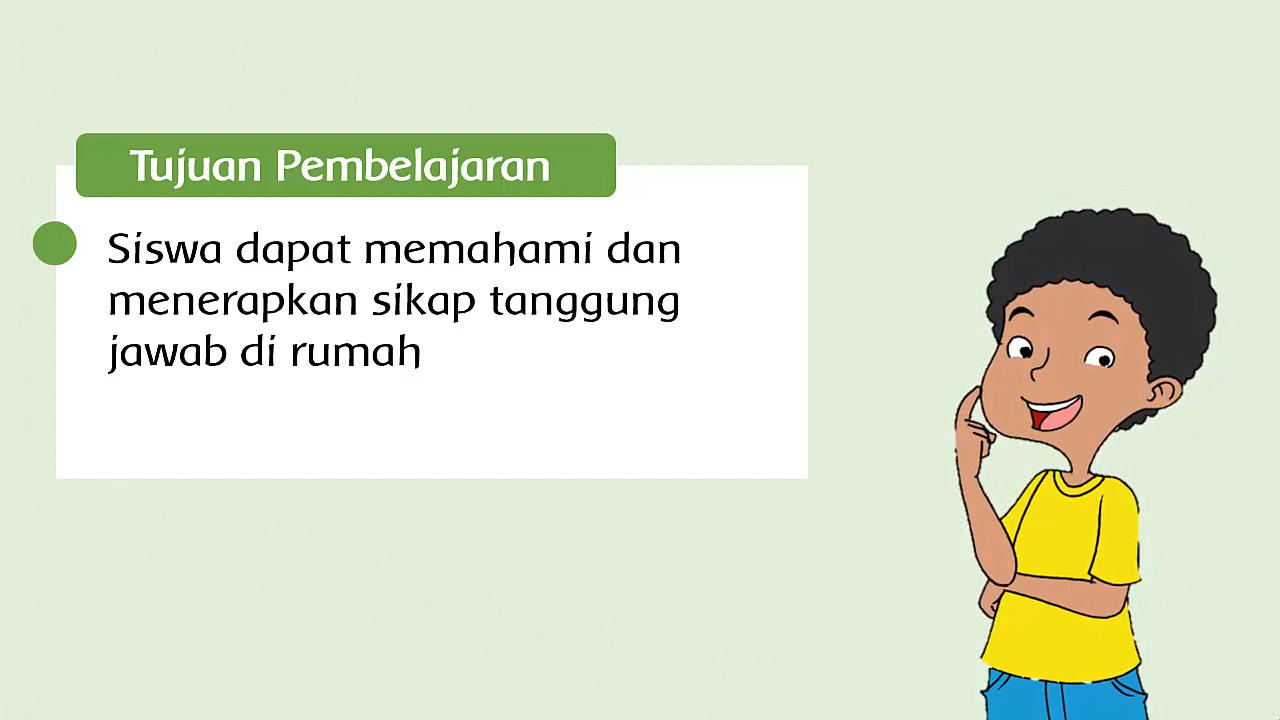 Tujuan Pembelajaran
Siswa dapat memahami dan
menerapkan sikap tanggung
jawab di rumah